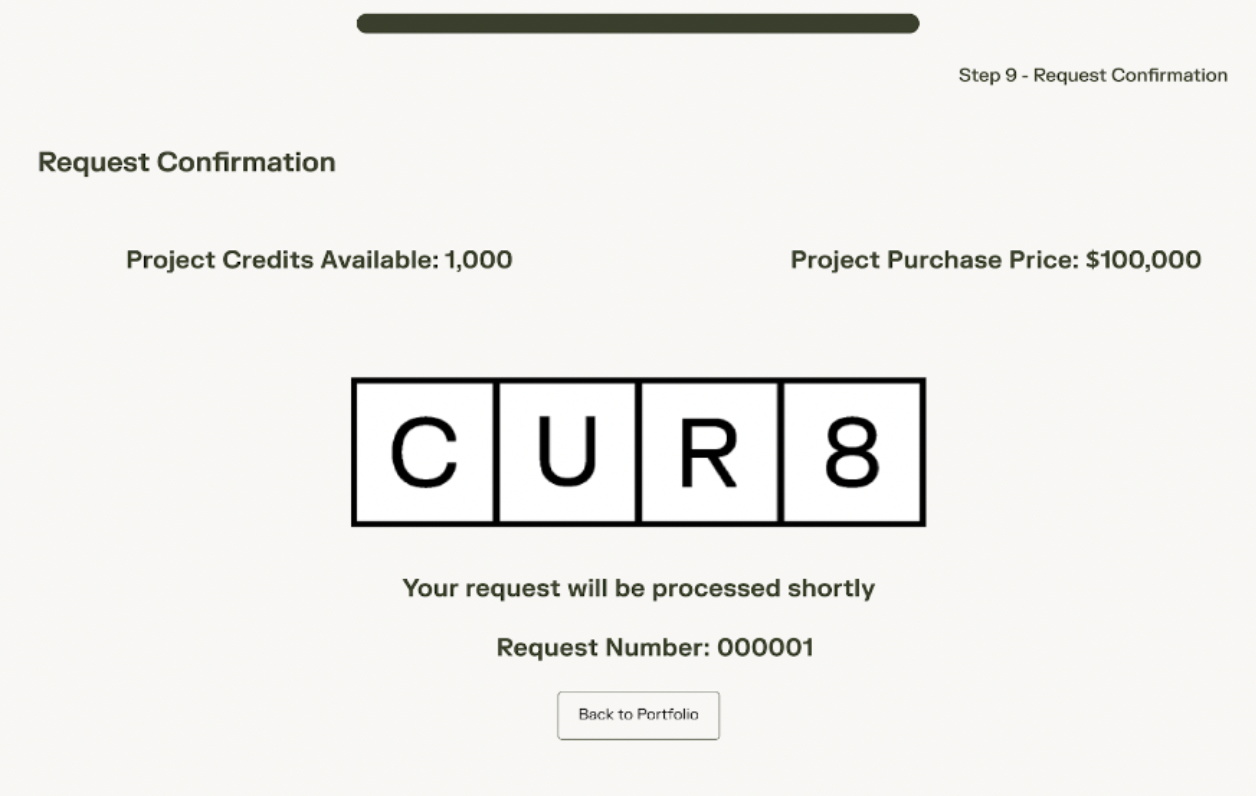 Step 9 - Request Confirmation
Request Confirmation
Project Credits Available: 1,000 Project Purchase Price: $100,000
CUR8
Your request will be processed shortly
Request Number: 000001
Back to Portfolio